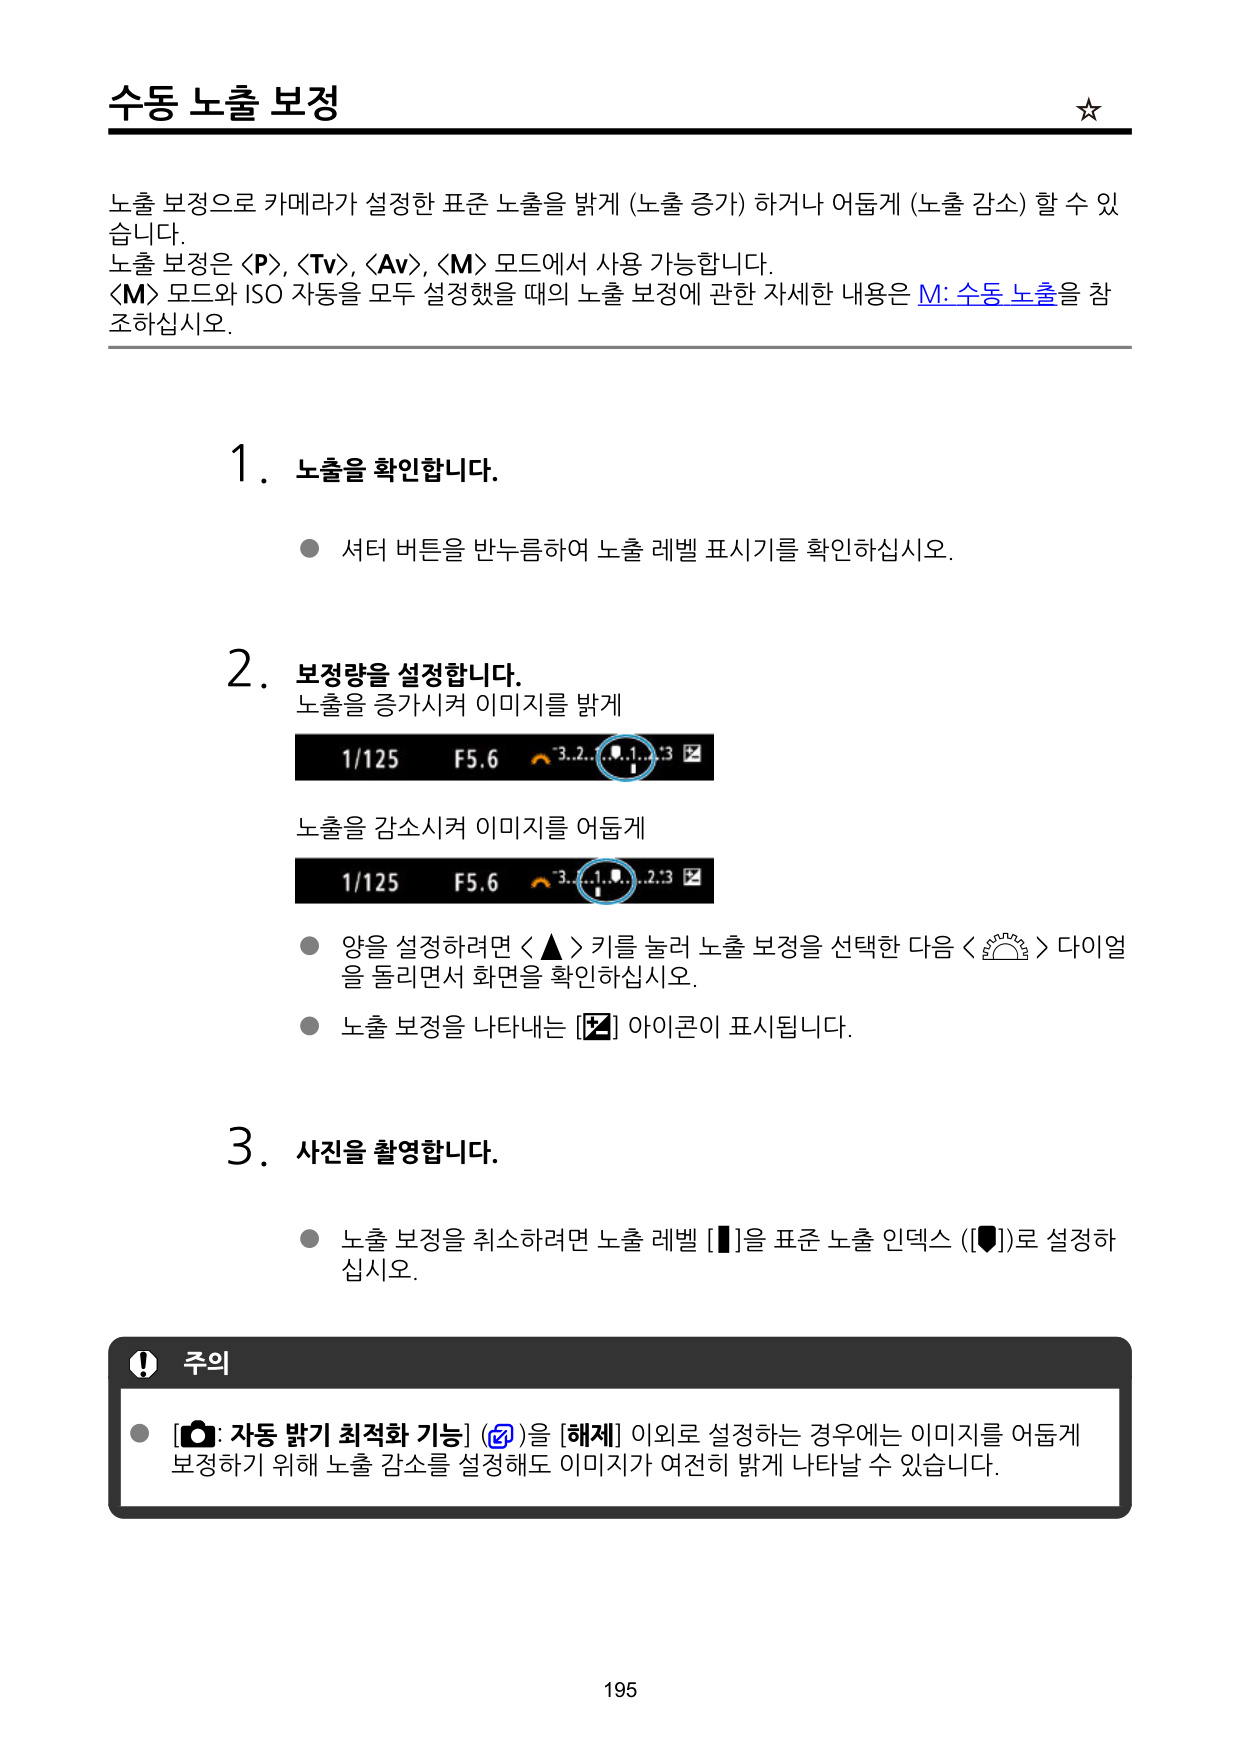 수동 노출 보정 ☆
노출 보정으로 카메라가 설정한 표준 노출을 밝게 (노출 증가) 하거나 어둡게 (노출 감소) 할 수 있
습니다.
노출 보정은 <P>, <Tv>, <Av>, <M> 모드에서 사용 가능합니다.
<M> 모드와 ISO 자동을 모두 설정했을 때의 노출 보정에 관한 자세한 내용은 M: 수동 노출을 참
조하십시오.
1. 노출을 확인합니다.
● 셔터 버튼을 반누름하여 노출 레벨 표시기를 확인하십시오.
2. 보정량을 설정합니다.
노출을 증가시켜 이미지를 밝게
1/125 F5.6 -3..2..1..1..2..+3
노출을 감소시켜 이미지를 어둡게
1/125 F5.6 -3..2..1..1..2..+3
● 양을 설정하려면 < ▲ > 키를 눌러 노출 보정을 선택한 다음 < > 다이얼
을 돌리면서 화면을 확인하십시오.
● 노출 보정을 나타내는 [] 아이콘이 표시됩니다.
3. 사진을 촬영합니다.
● 노출 보정을 취소하려면 노출 레벨 [▌]을 표준 노출 인덱스 ([])로 설정하
십시오.
주의
● [: 자동 밝기 최적화 기능] ()을 [해제] 이외로 설정하는 경우에는 이미지를 어둡게
보정하기 위해 노출 감소를 설정해도 이미지가 여전히 밝게 나타날 수 있습니다.
195